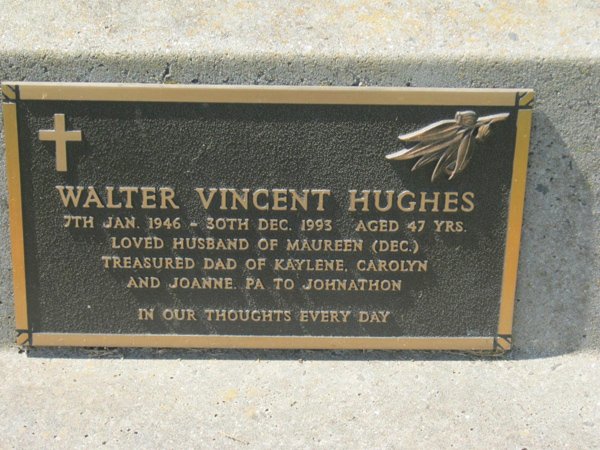 WALTER VINCENT HUGHES
7TH JAN. 1946 - 30TH DEC. 1993 AGED 47 YRS.
LOVED HUSBAND OF MAUREEN (DEC.)
TREASURED DAD OF KAYLENE, CAROLYN
AND JOANNE. PA TO JOHNATHON
IN OUR THOUGHTS EVERY DAY